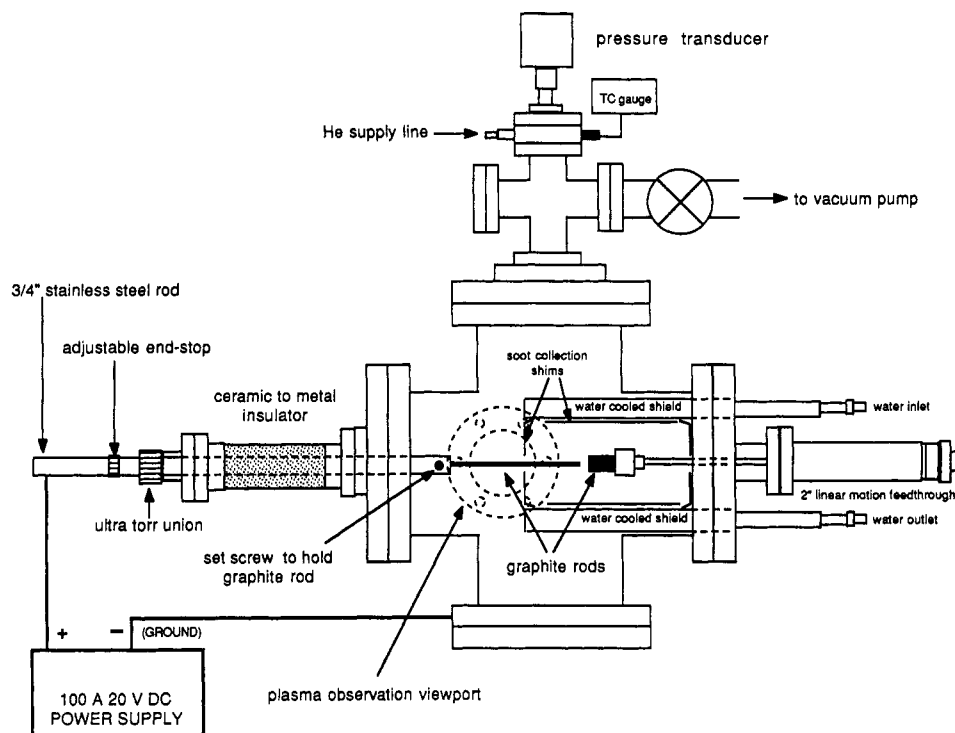 pressure transducer
TC gauge
He supply line
to vacuum pump
3/4" stainless steel rod
adjustable end-stop
ceramic to metal
insulator
soot collection
shims
water cooled shield
water inlet
ultra torr union
set screw to hold
graphite rod
water cooled shield
graphite rods
2" linear motion feedthrough
water outlet
+
−
(GROUND)
plasma observation viewport
100 A 20 V DC
POWER SUPPLY